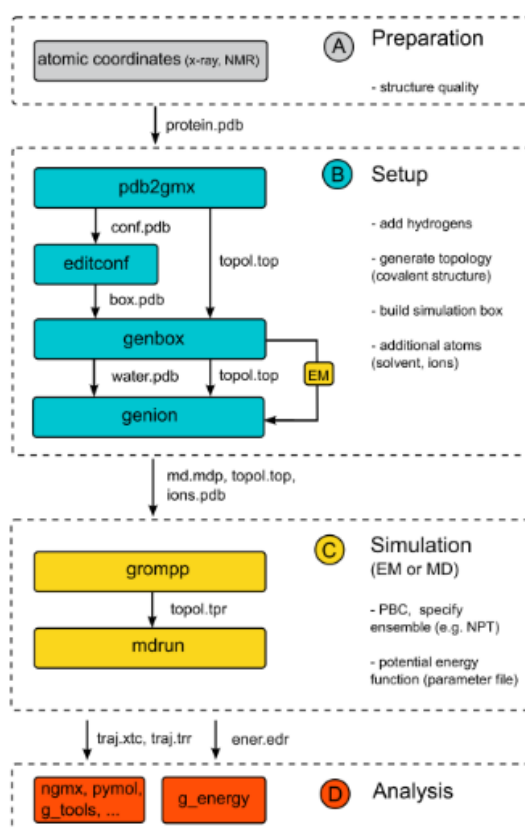 A
Preparation
atomic coordinates (x-ray, NMR)
- structure quality
protein.pdb
B
Setup
pdb2gmx
conf.pdb
topol.top
editconf
box.pdb
genbox
EM
water.pdb
topol.top
genion
- add hydrogens
- generate topology
(covalent structure)
- build simulation box
- additional atoms
(solvent, ions)
md.mdp, topol.top,
ions.pdb
C
Simulation
(EM or MD)
grompp
topol.tpr
mdrun
- PBC, specify
ensemble (e.g. NPT)
- potential energy
function (parameter file)
traj.xtc, traj.trr
ener.edr
ngmx, pymol,
g_tools, ...
g_energy
D
Analysis